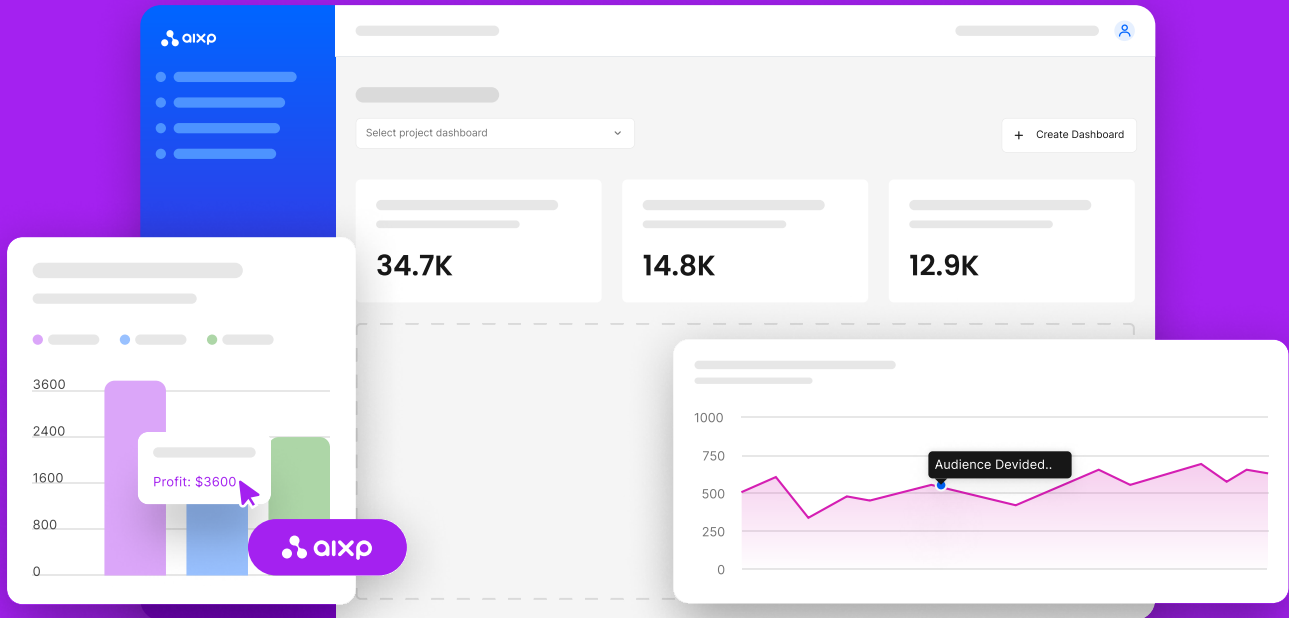 aixp
Select project dashboard
+ Create Dashboard
34.7K
14.8K
12.9K
3600
2400
1600
800
0
Profit: $3600
aixp
1000
750
500
250
0
Audience Devided..